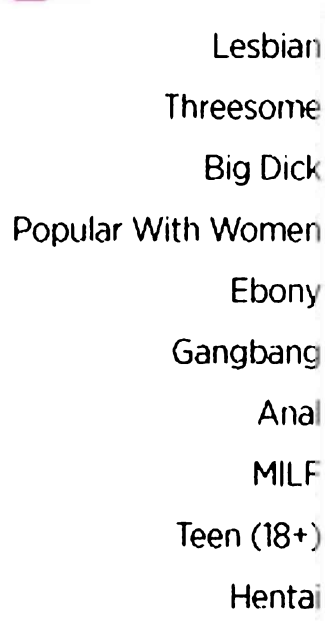 Lesbian
Threesome
Big Dick
Popular With Women
Ebony
Gangbang
Anal
MILF
Teen (18+)
Hentai